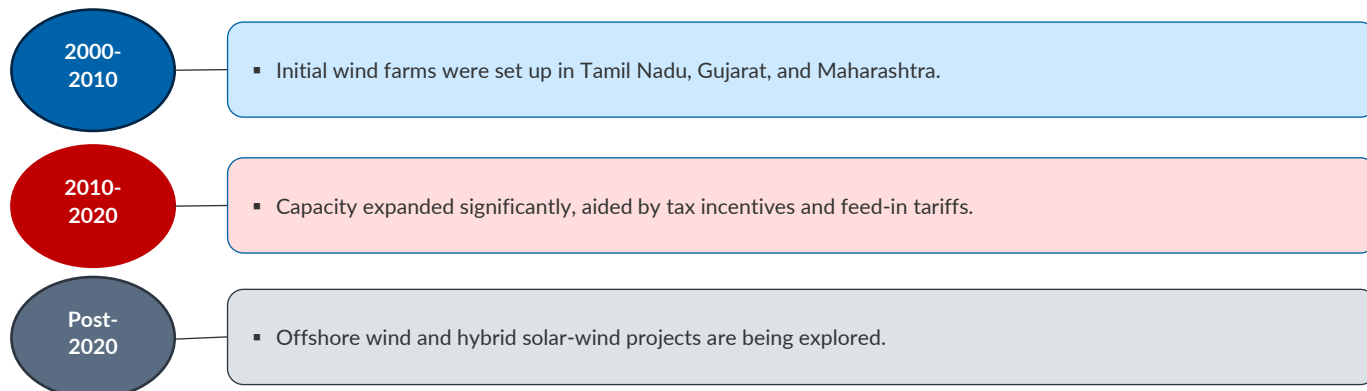 2000-
2010
▪ Initial wind farms were set up in Tamil Nadu, Gujarat, and Maharashtra.
2010-
2020
▪ Capacity expanded significantly, aided by tax incentives and feed-in tariffs.
Post-
2020
▪ Offshore wind and hybrid solar-wind projects are being explored.